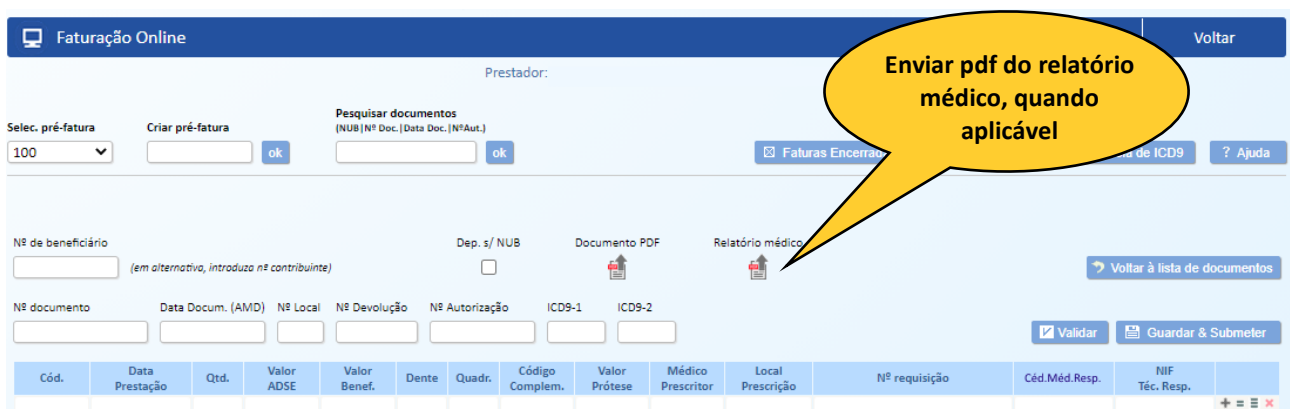 Faturação Online
Voltar
Enviar pdf do relatório
médico, quando
aplicável
Prestador:
Selec. pré-fatura
Criar pré-fatura
Pesquisar documentos
(NUB|Nº Doc.|Data Doc.|NºAut.)
100
ok
ok
Faturas Encerrad
de ICD9
? Ajuda
Nº de beneficiário
(em alternativa, introduza nº contribuinte)
Dep. s/ NUB
Documento PDF
Relatório médico
Voltar à lista de documentos
Nº documento
Data Docum. (AMD)
Nº Local
Nº Devolução
Nº Autorização
ICD9-1
ICD9-2
Validar
Guardar & Submeter
Cód.
Data
Prestação
Qtd.
Valor
ADSE
Valor
Benef.
Dente
Quadr.
Código
Complem.
Valor
Prótese
Médico
Prescritor
Local
Prescrição
Nº requisição
Céd.Méd.Resp.
NIF
Téc. Resp.